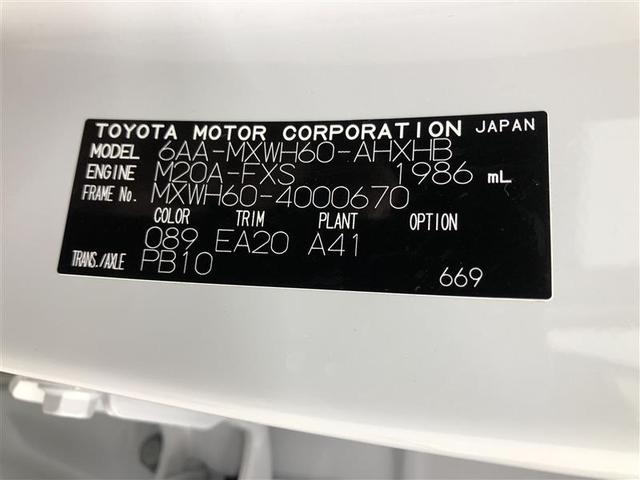 TOYOTA MOTOR CORPORATION JAPAN
MODEL 6AA-MXWH60-AHXHB
ENGINE M20A-FXS 1986 mL
FRAME No. MXWH60-4000670
COLOR TRIM PLANT OPTION
089 EA20 A41
TRANS./AXLE PB10
669